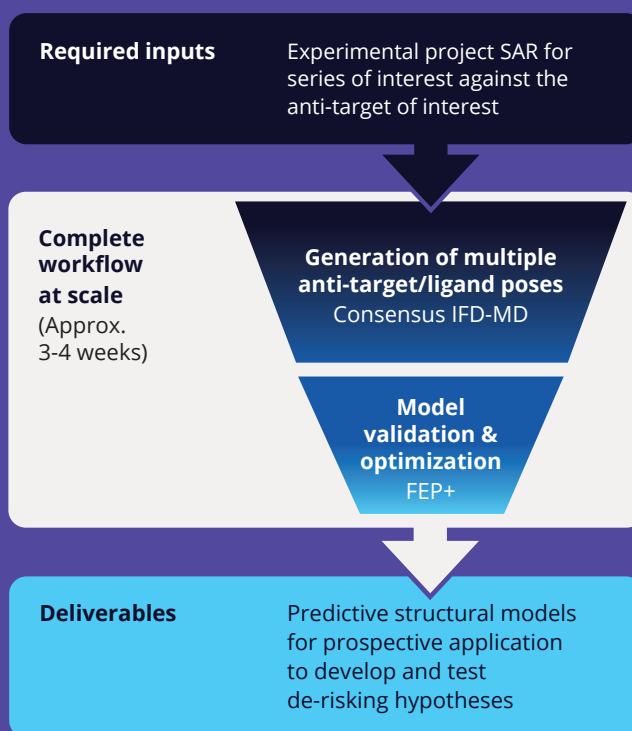 Required inputs
Experimental project SAR for
series of interest against the
anti-target of interest
Complete
workflow
at scale
(Approx.
3-4 weeks)
Generation of multiple
anti-target/ligand poses
Consensus IFD-MD
Model
validation &
optimization
FEP+
Deliverables
Predictive structural models
for prospective application
to develop and test
de-risking hypotheses